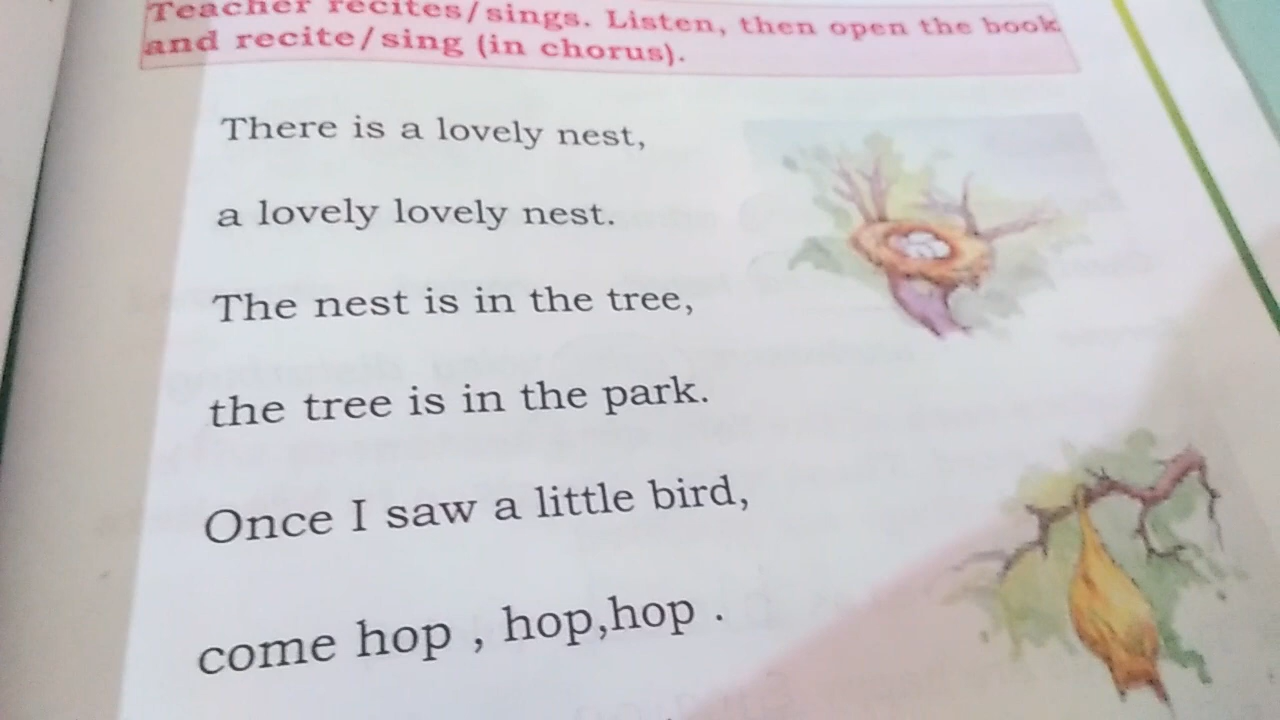 Teacher recites/sings. Listen, then open the book
and recite/sing (in chorus).
There is a lovely nest,
a lovely lovely nest.
The nest is in the tree,
the tree is in the park.
Once I saw a little bird,
come hop , hop,hop .